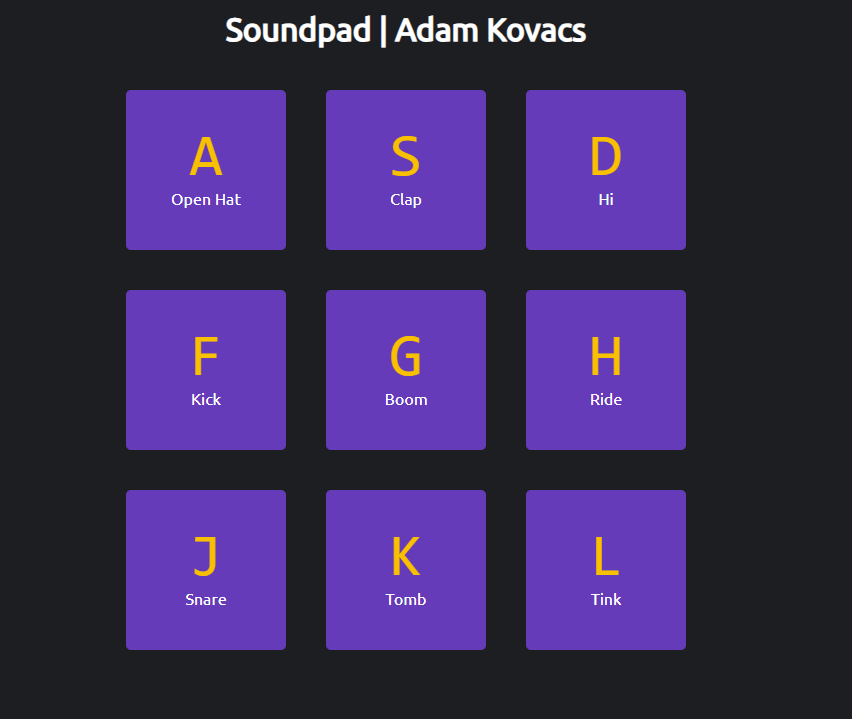 Soundpad | Adam Kovacs
A
Open Hat
S
Clap
D
Hi
F
Kick
G
Boom
H
Ride
J
Snare
K
Tomb
L
Tink